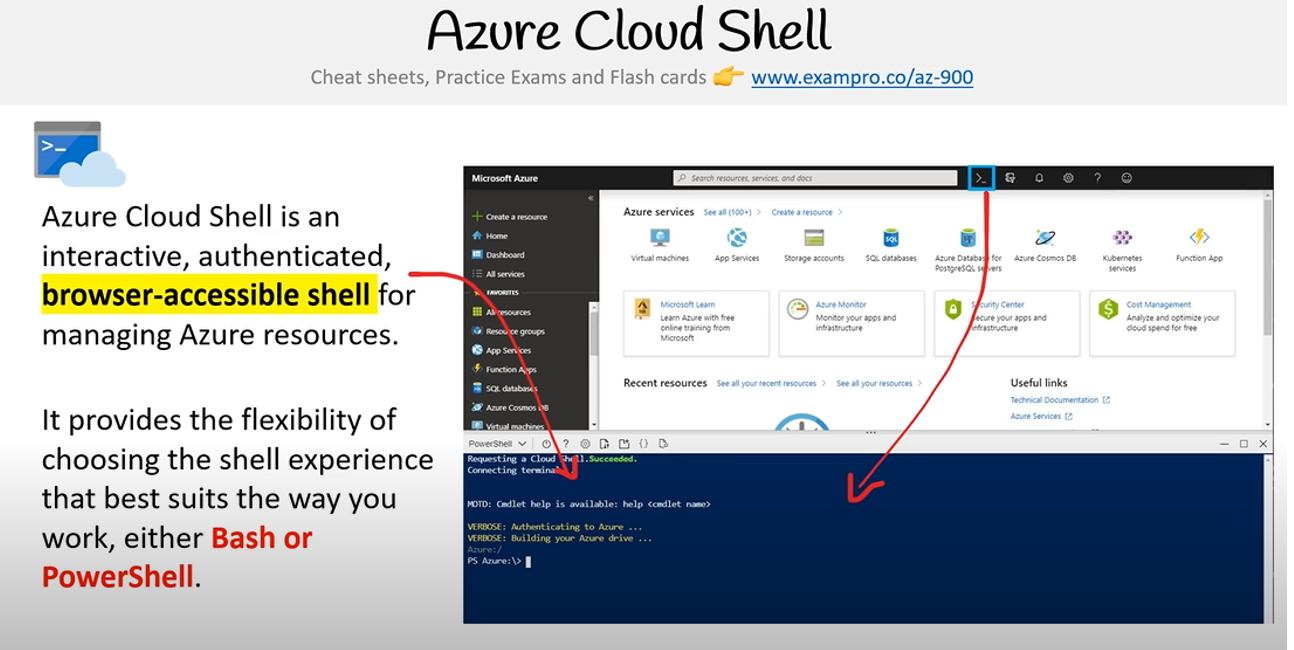 Azure Cloud Shell
Cheat sheets, Practice Exams and Flash cards 👉 www.exampro.co/az-900
>_
Azure Cloud Shell is an
interactive, authenticated,
browser-accessible shell for
managing Azure resources.
It provides the flexibility of
choosing the shell experience
that best suits the way you
work, either Bash or
PowerShell.
Microsoft Azure
Search resources, services, and docs
>_
?
«
Create a resource
Home
Dashboard
All services
FAVORITES
All resources
Resource groups
App Services
Function Apps
SQL databases
Azure Cosmos DB
Virtual machines
Azure services See all (100+) > Create a resource >
Virtual machines
App Services
Storage accounts
SQL
SQL databases
Azure Database for
PostgreSQL servers
Azure Cosmos DB
Kubernetes
services
Function App
Microsoft Learn
Learn Azure with free
online training from
Microsoft
Azure Monitor
Monitor your apps and
infrastructure
Security Center
Secure your apps and
infrastructure
Cost Management
Analyze and optimize your
cloud spend for free
Recent resources See all your recent resources > See all your resources >
Useful links
Technical Documentation
Azure Services
PowerShell ? {}
Requesting a Cloud Shell.Succeeded.
Connecting terminal
MOTD: Cmdlet help is available: help <cmdlet name>
VERBOSE: Authenticating to Azure ...
VERBOSE: Building your Azure drive ...
Azure:/
PS Azure:\>